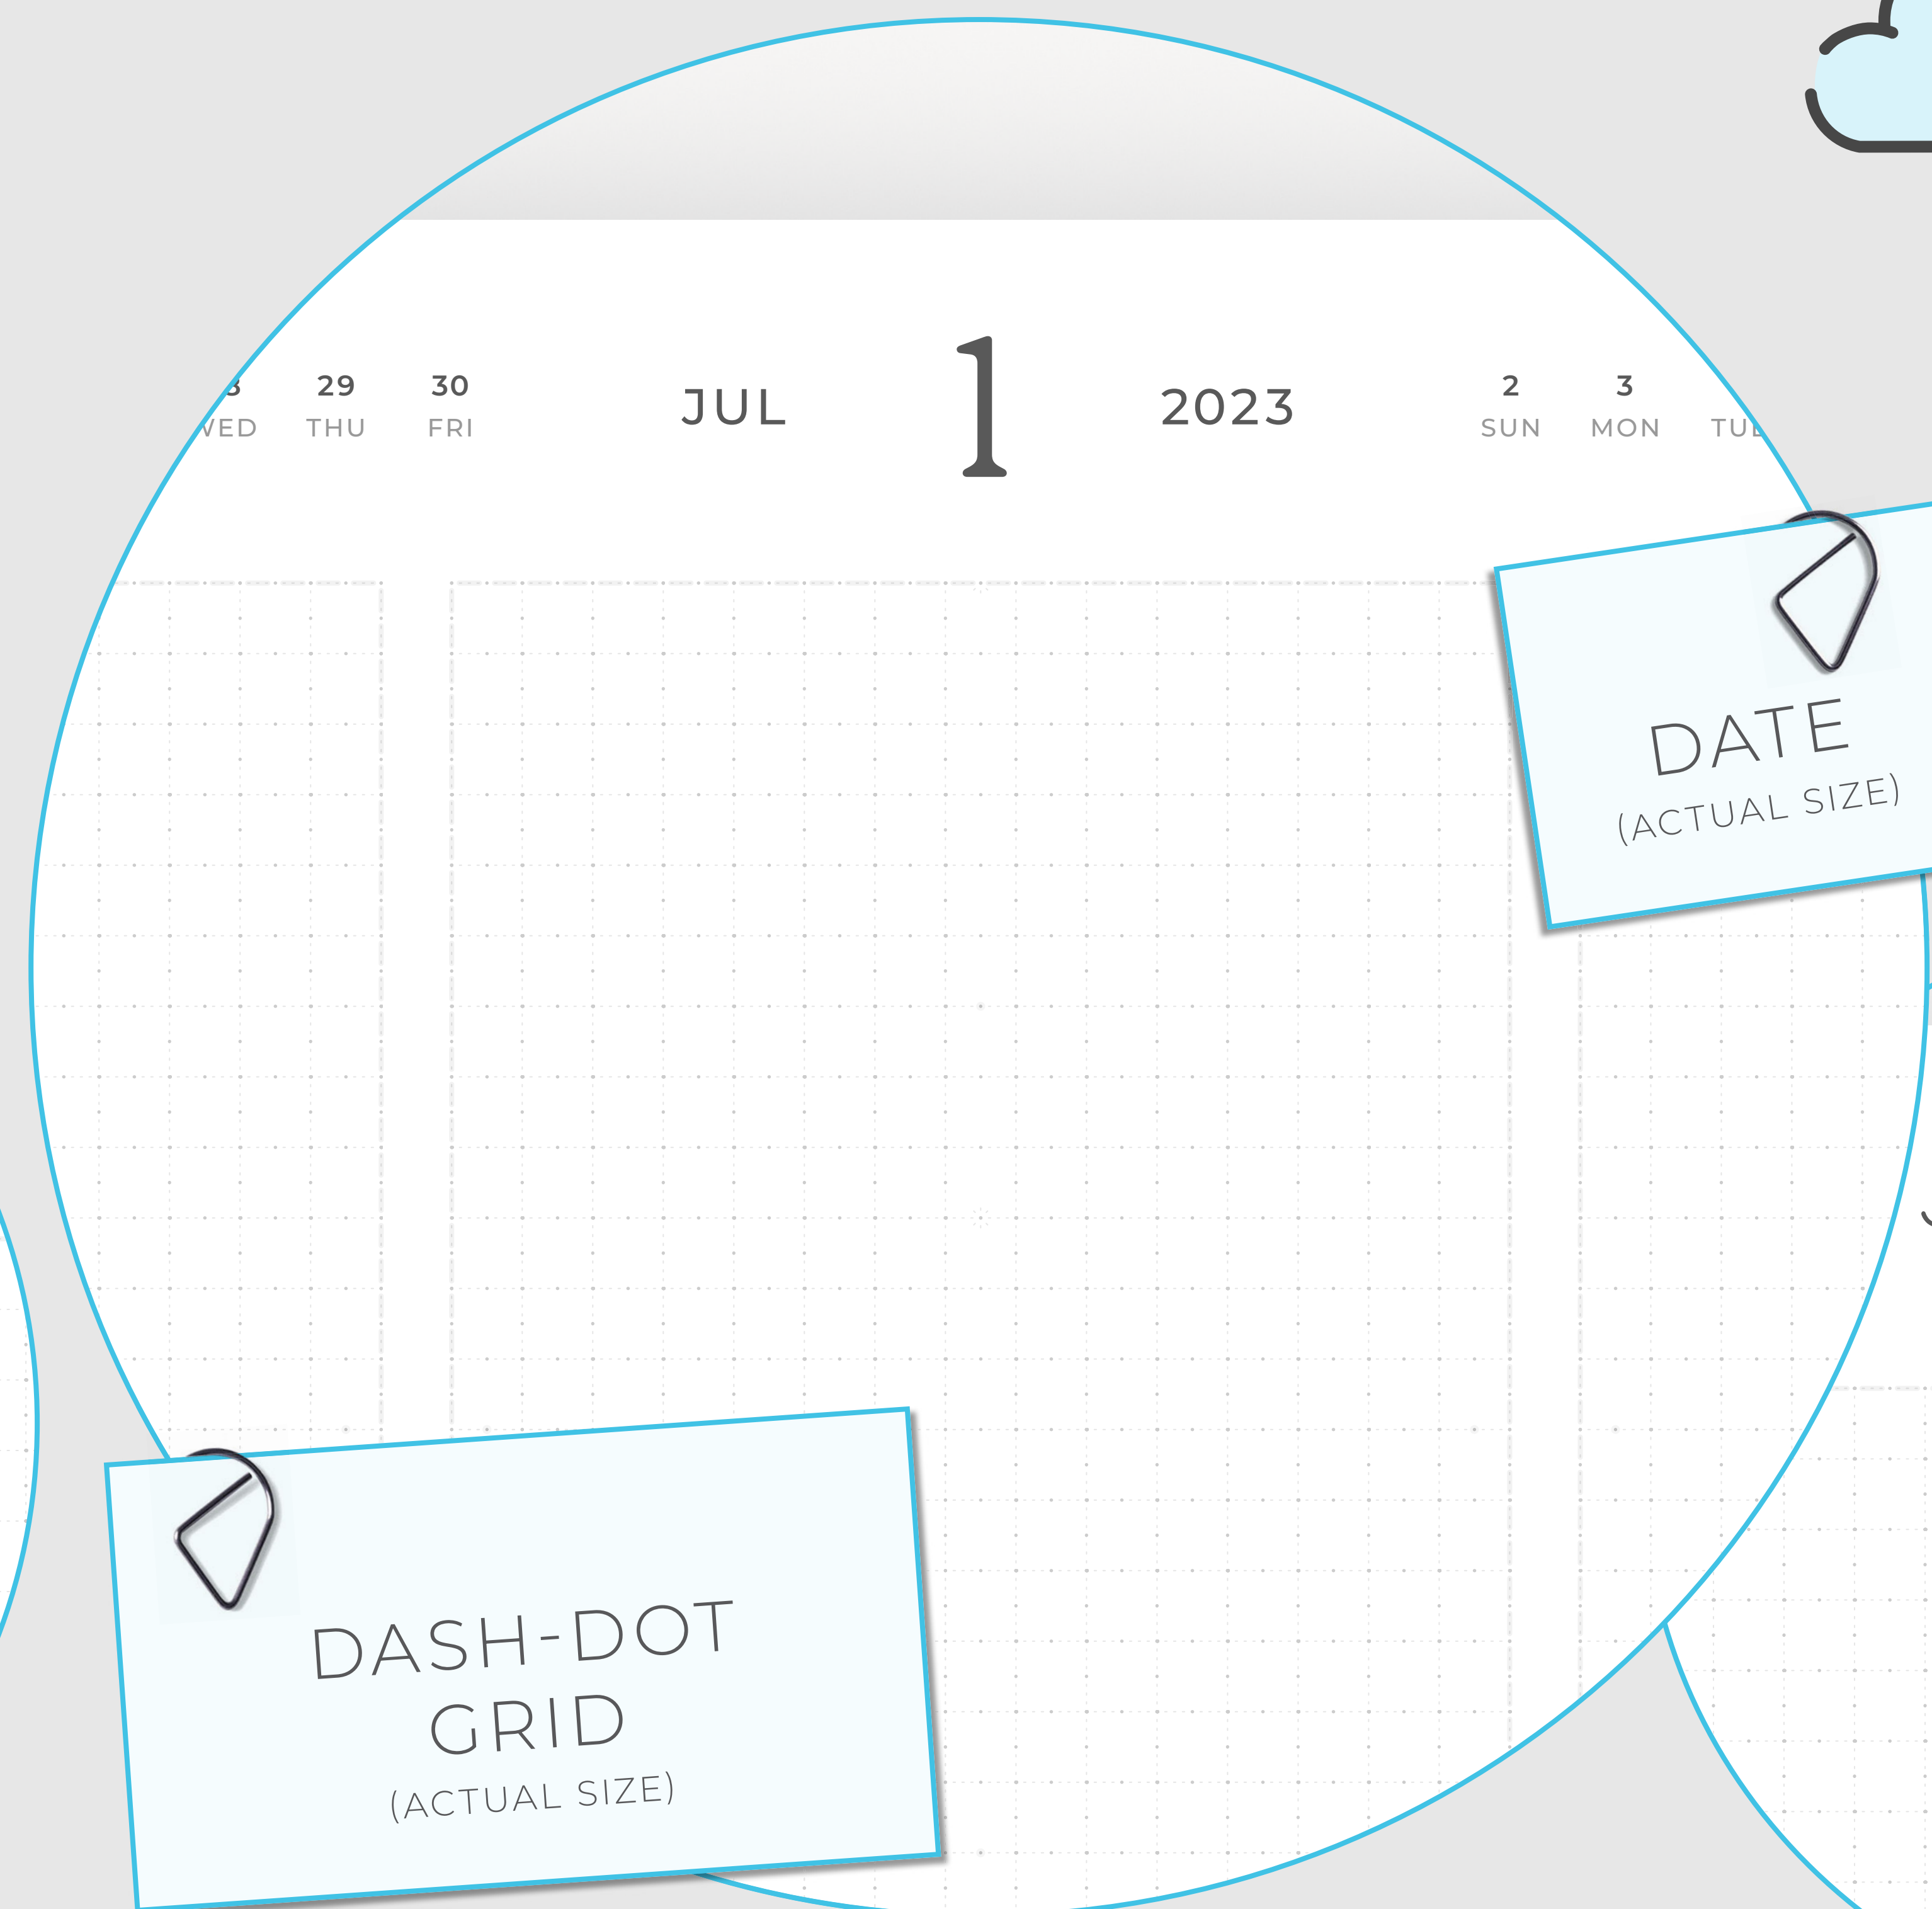 29 30 JUL 1 2023 2 3
THU FRI SUN MON
DATE
(ACTUAL SIZE)
DASH-DOT
GRID
(ACTUAL SIZE)